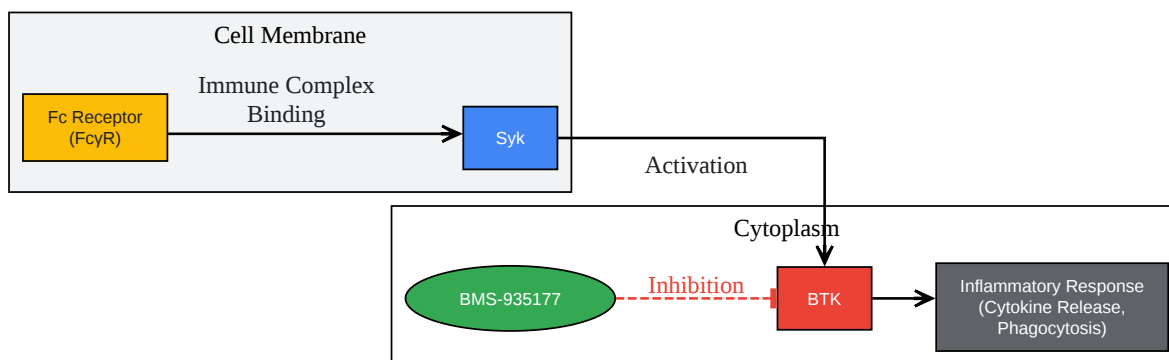 Cell Membrane
Immune Complex
Binding
Fc Receptor
(FcγR)
Syk
Activation
Cytoplasm
BMS-935177
Inhibition
BTK
Inflammatory Response
(Cytokine Release,
Phagocytosis)